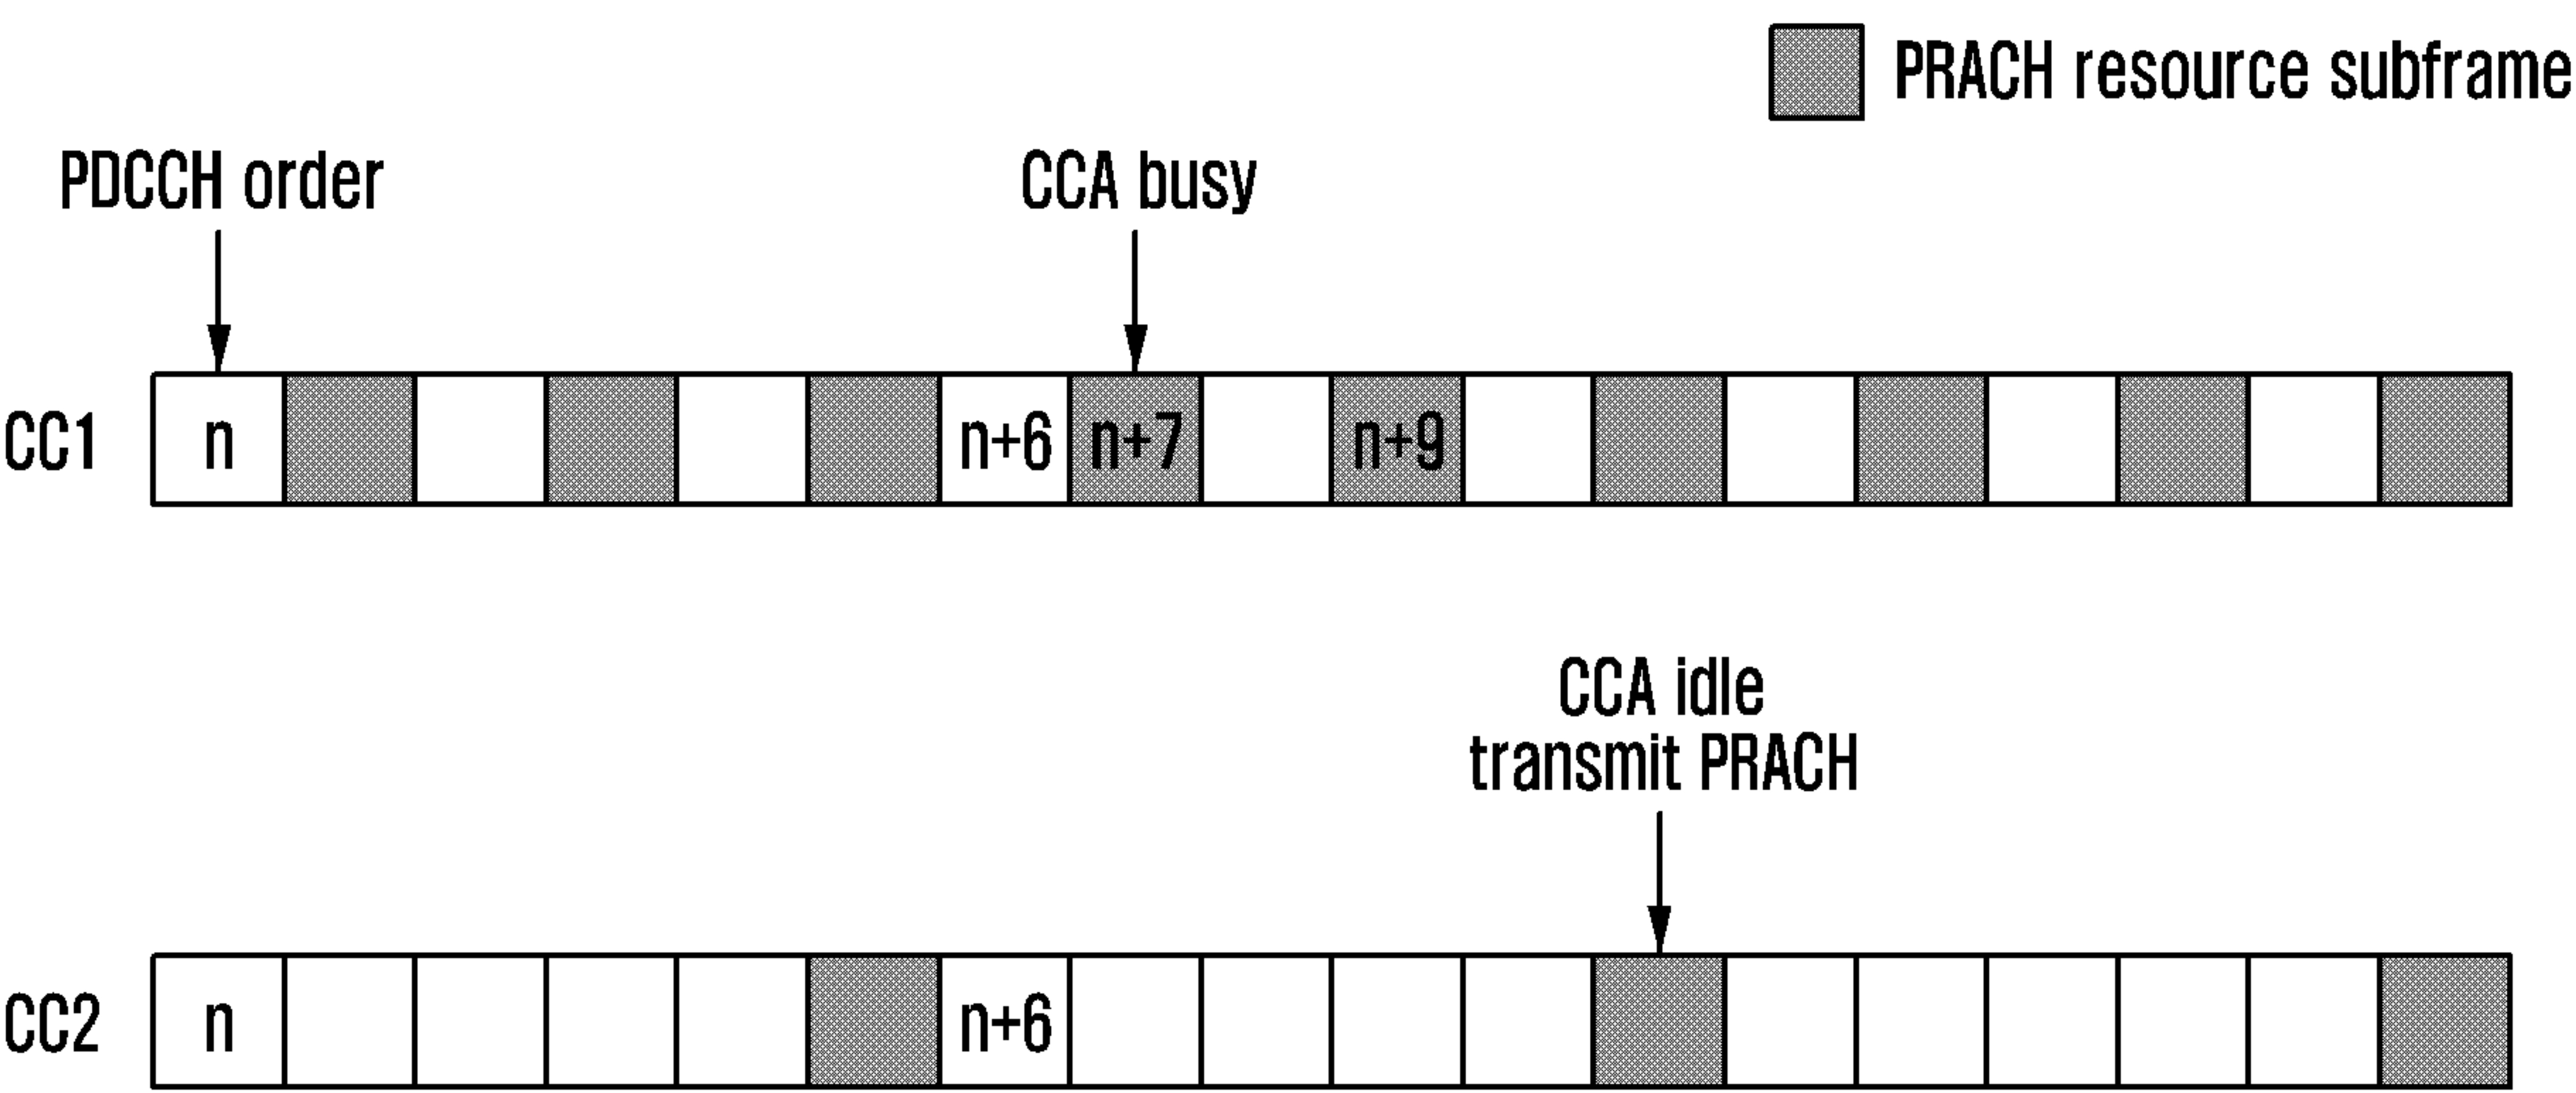 PRACH resource subframe
PDCCH order
CCA busy
CC1
n
n+6
n+7
n+9
CCA idle
transmit PRACH
CC2
n
n+6